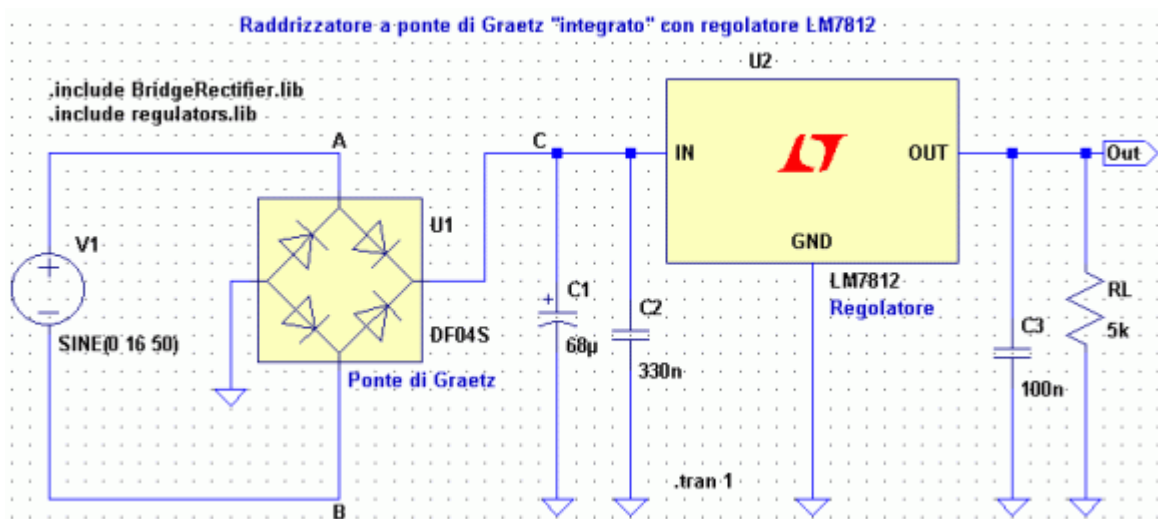 Raddrizzatore a ponte di Graetz "integrato" con regolatore LM7812
U2
.include BridgeRectifier.lib
.include regulators.lib
A
C
IN
OUT
Out
V1
U1
GND
LM7812
Regolatore
C1
C2
C3
RL
5k
SINE(0 16 50)
DF04S
68µ
330n
100n
Ponte di Graetz
.tran 1
B